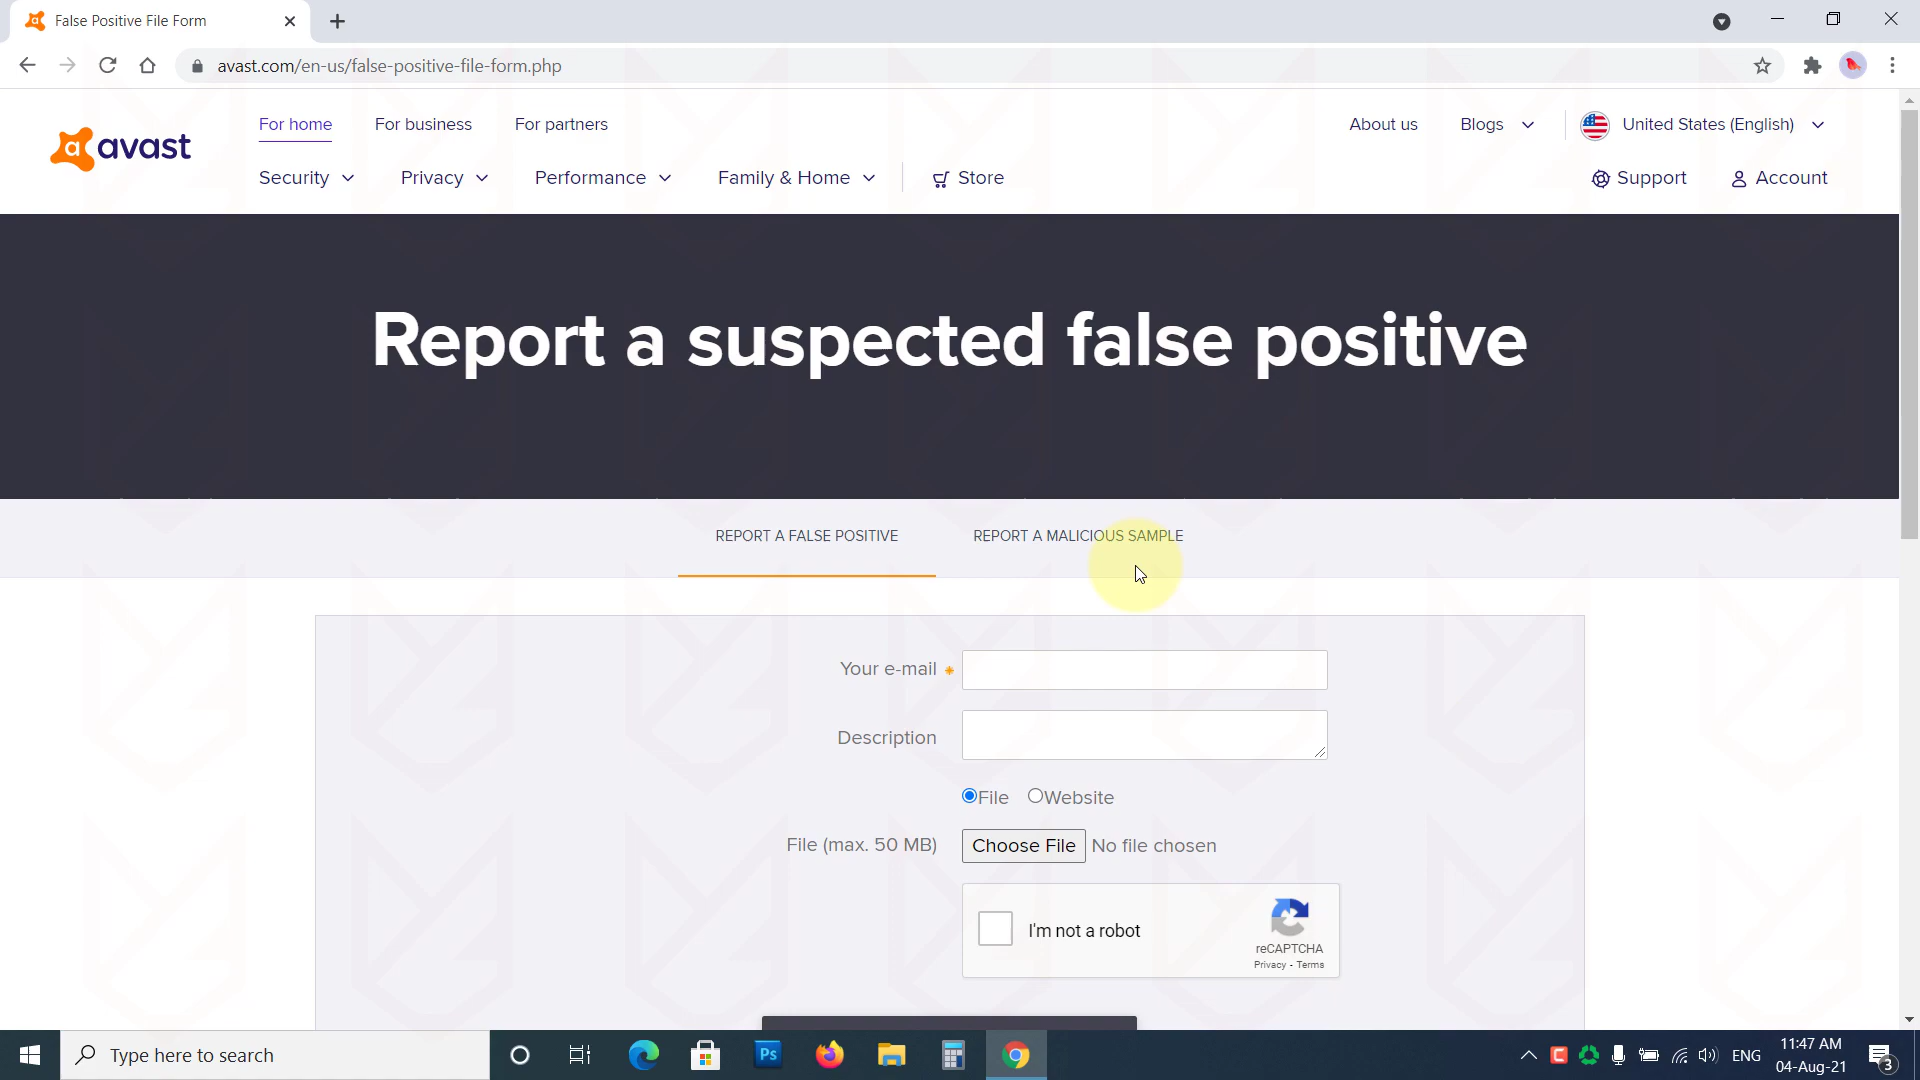 False Positive File Form
avast.com/en-us/false-positive-file-form.php
For home For business For partners About us Blogs United States (English)
avast
Security Privacy Performance Family & Home Store Support Account
Report a suspected false positive
REPORT A FALSE POSITIVE REPORT A MALICIOUS SAMPLE
Your e-mail *
Description
File Website
File (max. 50 MB) Choose File No file chosen
I'm not a robot
reCAPTCHA
Privacy - Terms
Type here to search
Ps
ENG
11:47 AM
04-Aug-21
3